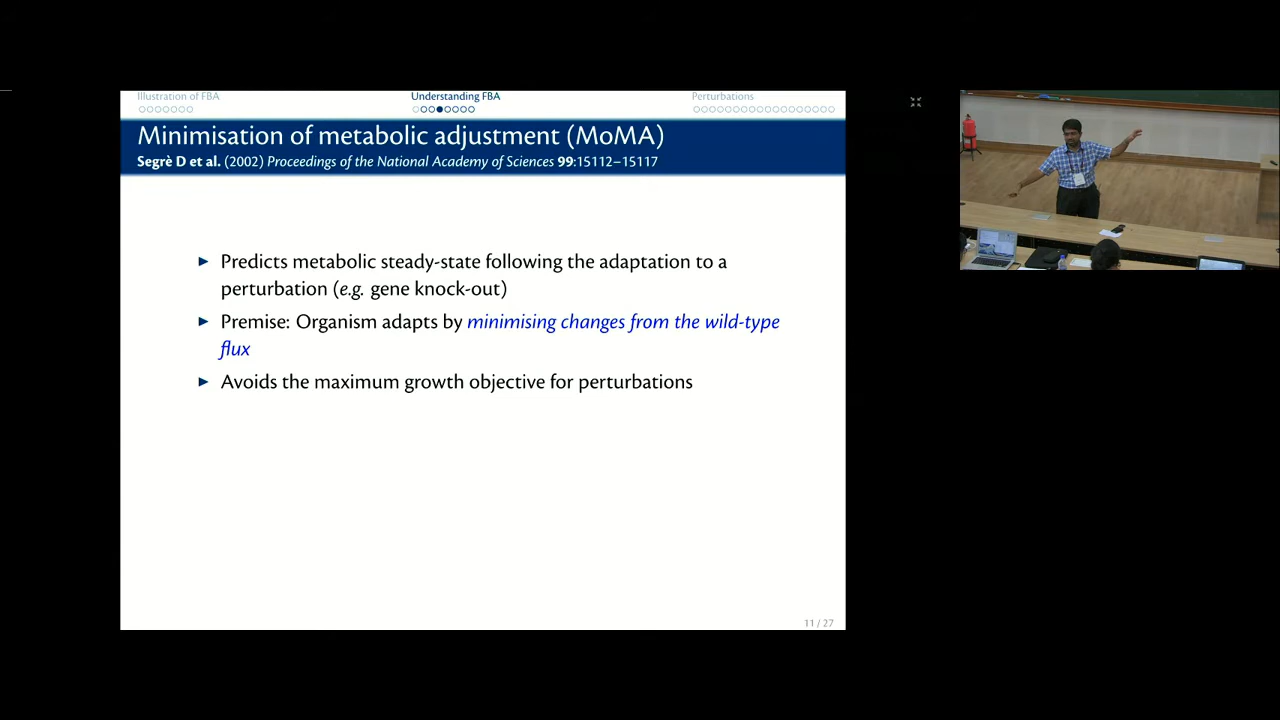 Illustration of FBA Understanding FBA Perturbations
Minimisation of metabolic adjustment (MoMA)
Segrè D et al. (2002) Proceedings of the National Academy of Sciences 99:15112–15117
Predicts metabolic steady-state following the adaptation to a
perturbation (e.g. gene knock-out)
Premise: Organism adapts by minimising changes from the wild-type
flux
Avoids the maximum growth objective for perturbations
11 / 27